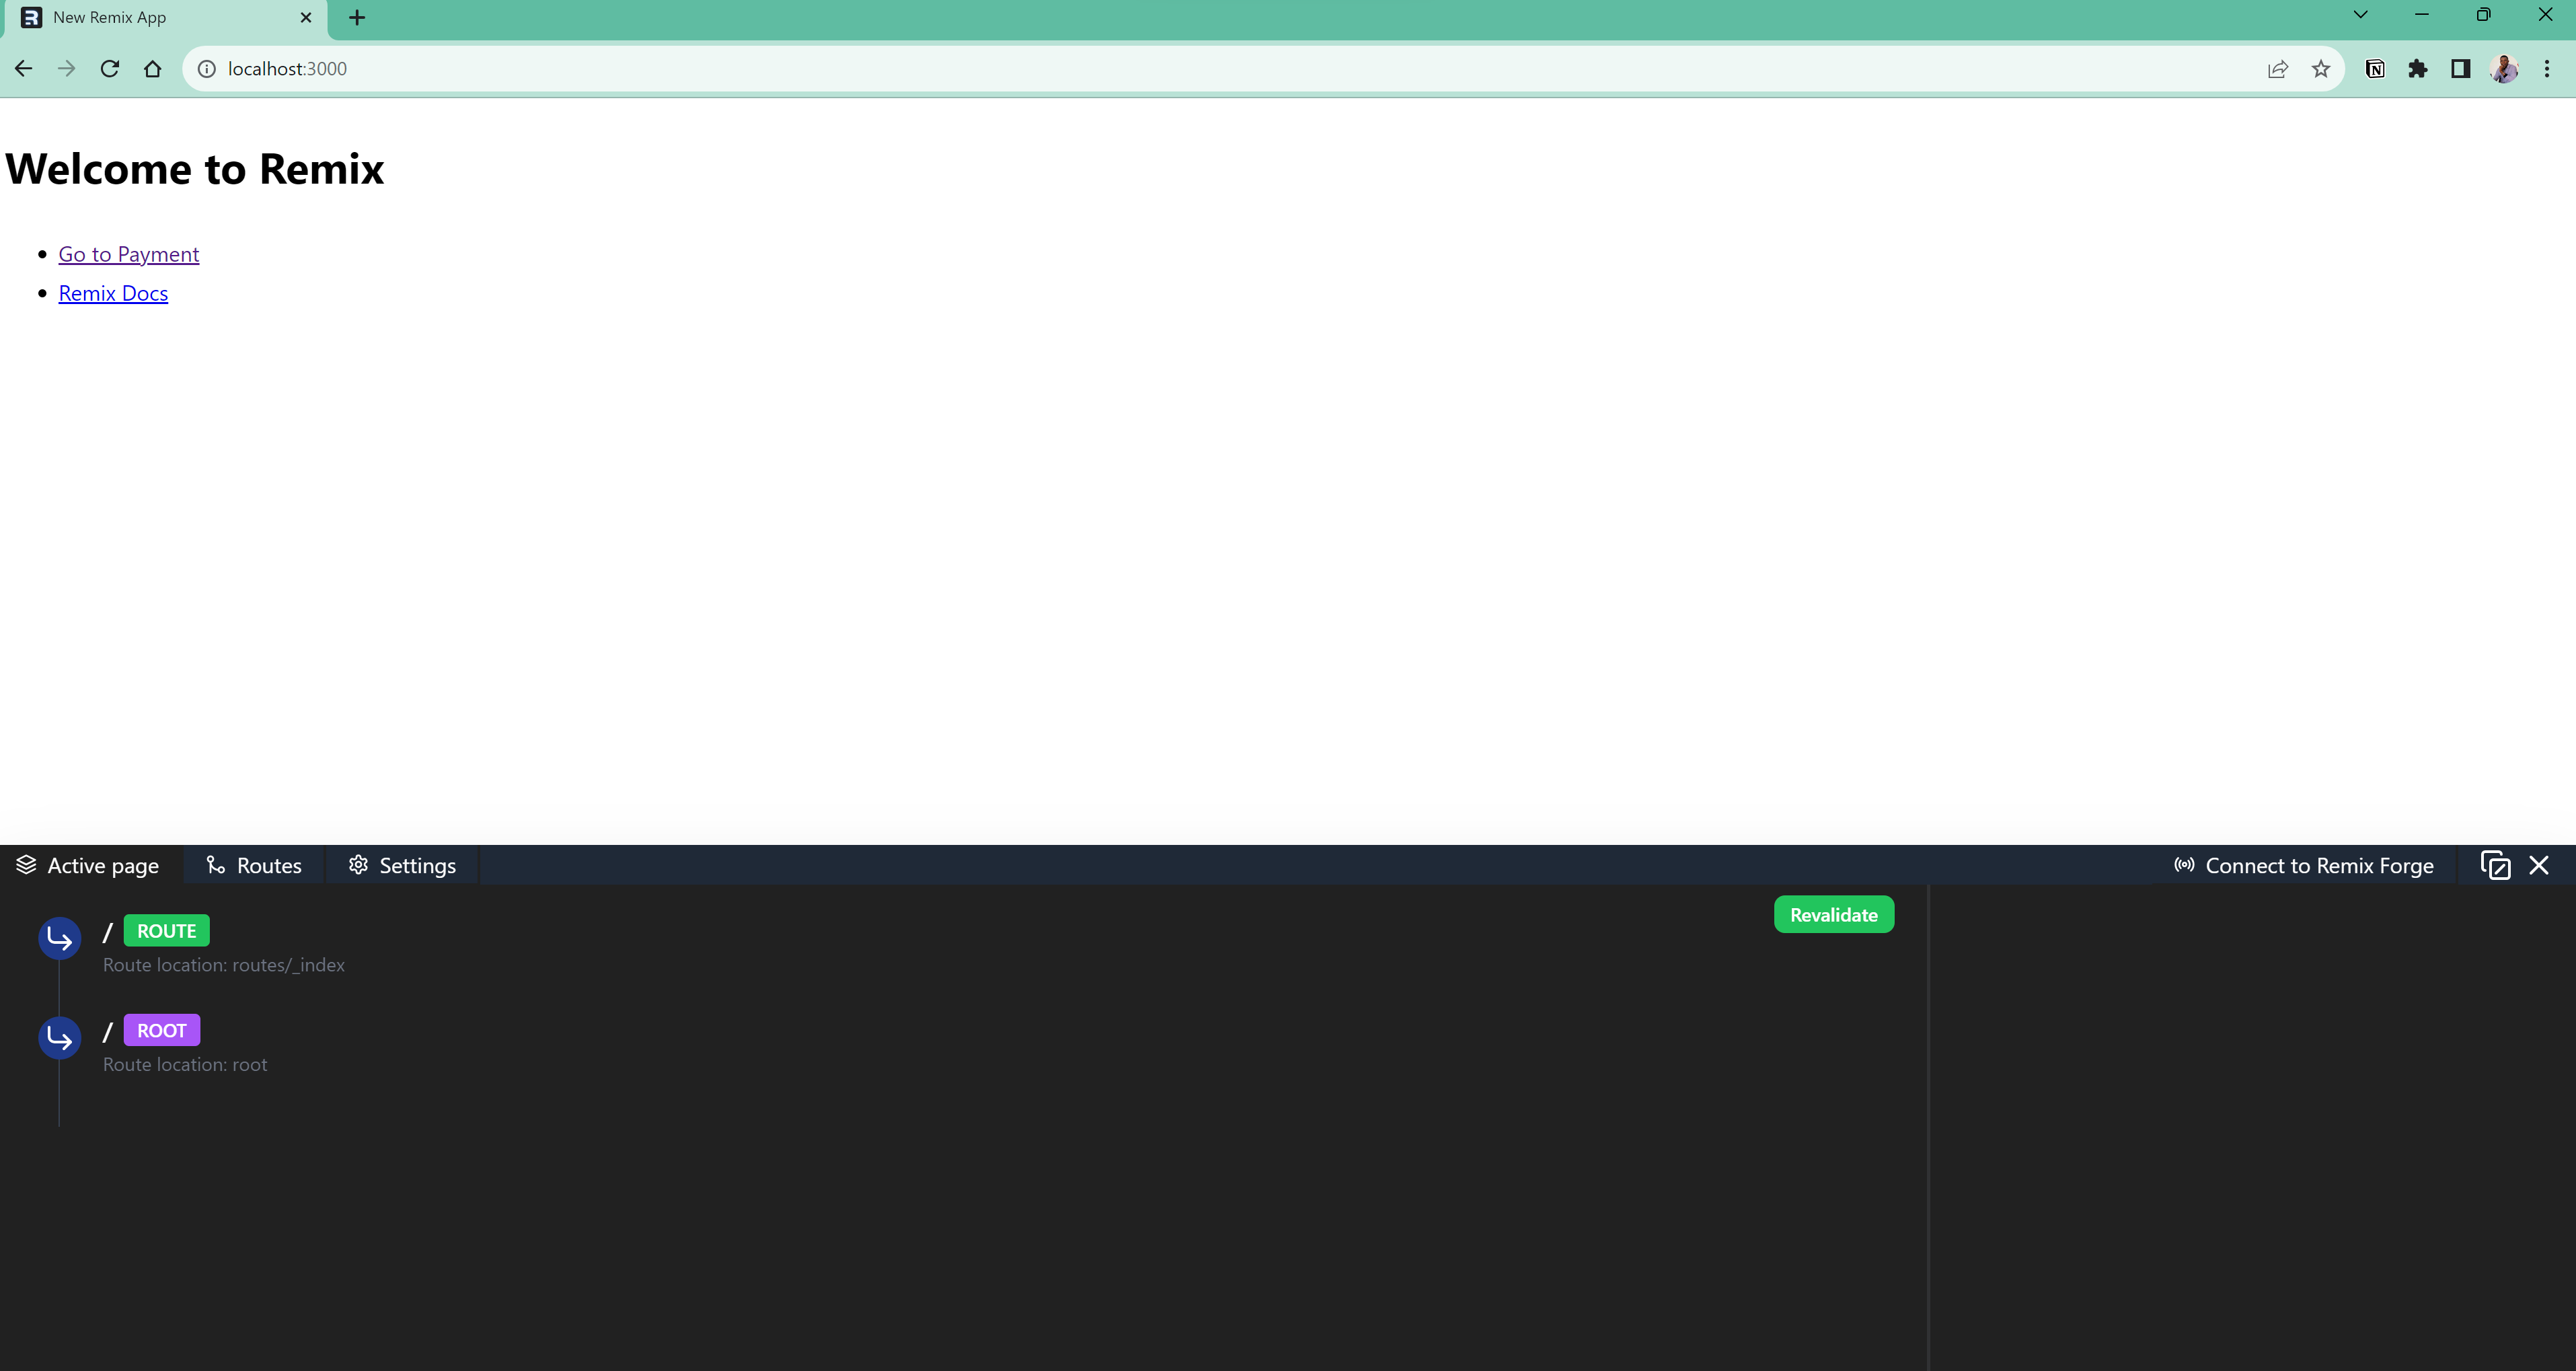 New Remix App
localhost:3000
Welcome to Remix
Go to Payment
Remix Docs
Active page
Routes
Settings
Connect to Remix Forge
/ ROUTE
Revalidate
Route location: routes/_index
/ ROOT
Route location: root